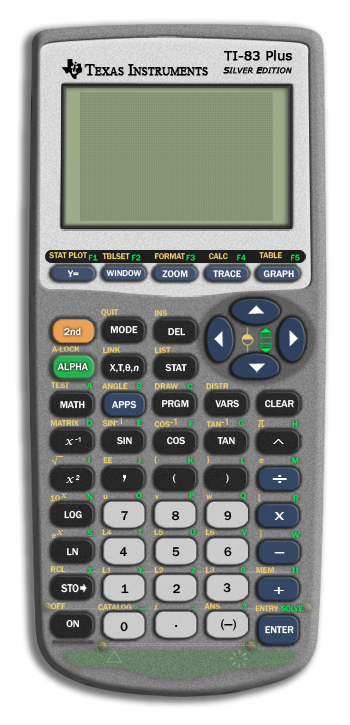 TI-83 Plus
TEXAS INSTRUMENTS SILVER EDITION
STAT PLOT F1 TBLSET F2 FORMAT F3 CALC F4 TABLE F5
Y= WINDOW ZOOM TRACE GRAPH
QUIT INS
2nd MODE DEL
A-LOCK LINK LIST
ALPHA X,T,θ,n STAT
TEST A ANGLE B DRAW C DISTR
MATH APPS PRGM VARS CLEAR
MATRIX D SIN⁻¹ E COS⁻¹ F TAN⁻¹ G π H
x⁻¹ SIN COS TAN ^
√ I EE J { K } L e M
x² , ( ) ÷
10ˣ N u O v P w Q [ R
LOG 7 8 9 X
eˣ S L4 T L5 U L6 V ] W
LN 4 5 6 −
RCL X L1 Y L2 Z L3 MEM
STO➔ 1 2 3 +
OFF CATALOG i ANS ENTRY SOLVE
ON 0 . (−) ENTER